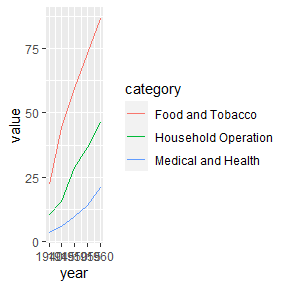 category
75
Food and Tobacco
value
50
Household Operation
25
Medical and Health
0
year